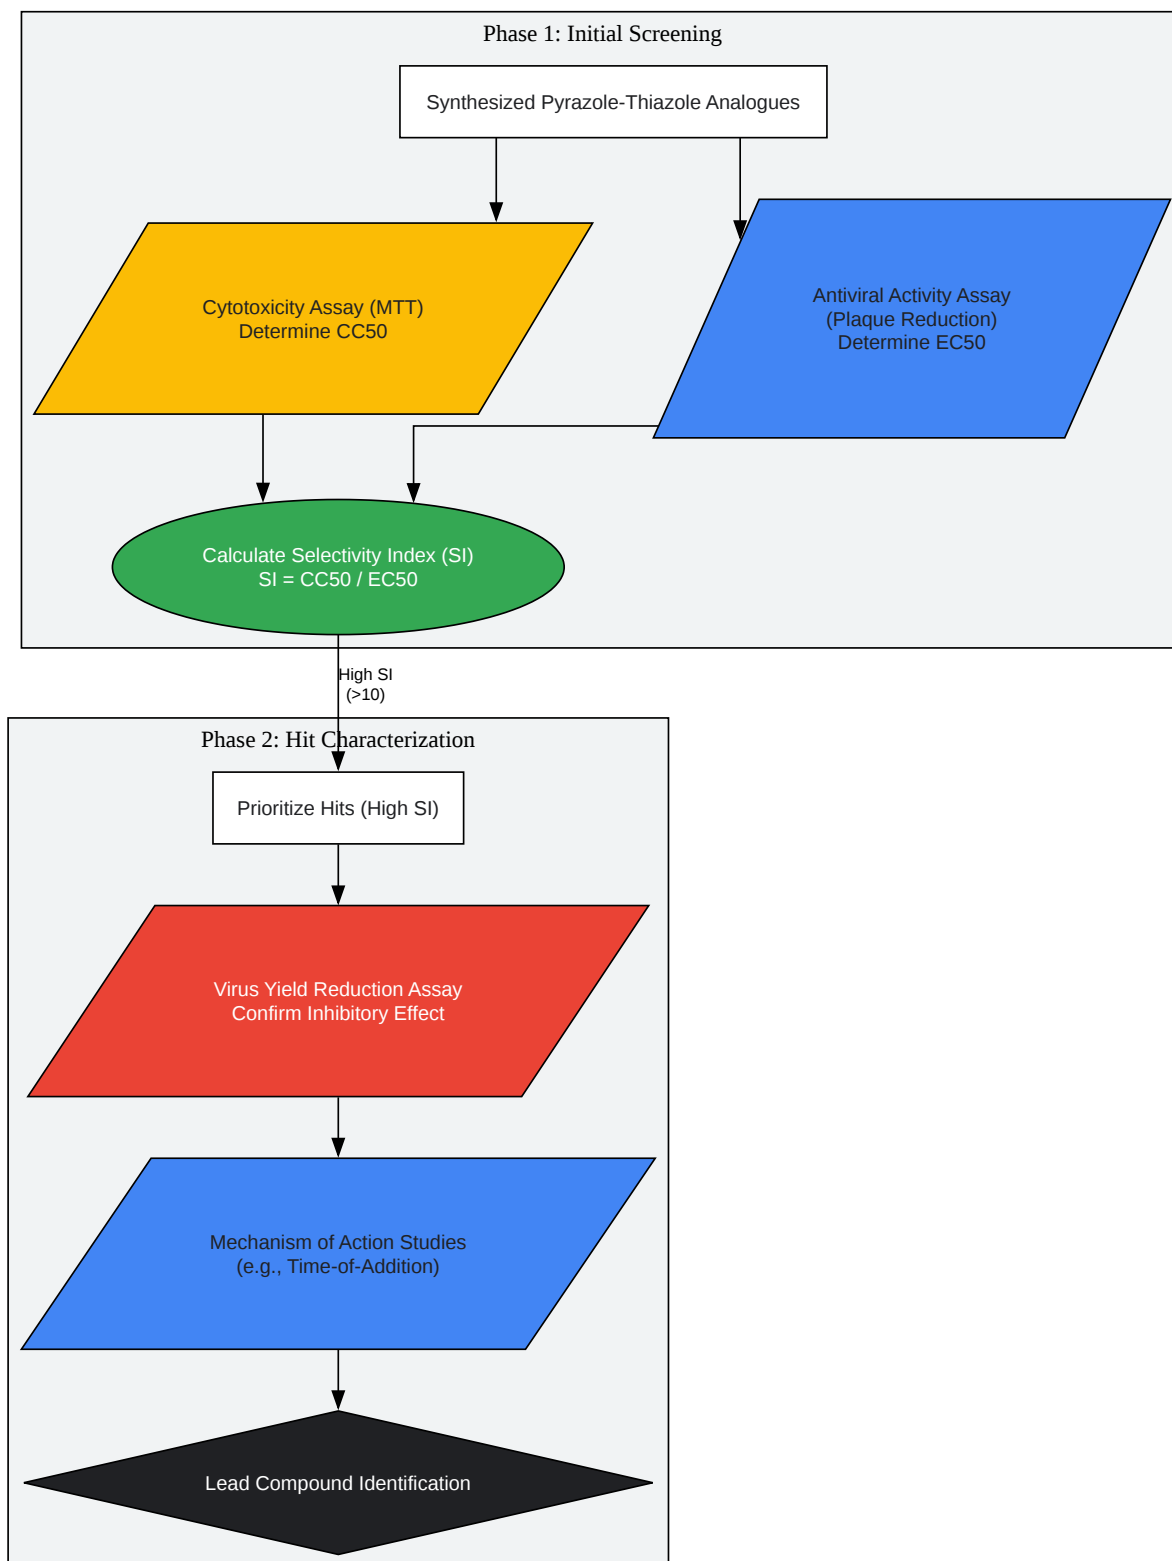 Phase 1: Initial Screening
Synthesized Pyrazole-Thiazole Analogues
Cytotoxicity Assay (MTT)
Determine CC50
Antiviral Activity Assay
(Plaque Reduction)
Determine EC50
Calculate Selectivity Index (SI)
SI = CC50 / EC50
High SI
(>10)
Phase 2: Hit Characterization
Prioritize Hits (High SI)
Virus Yield Reduction Assay
Confirm Inhibitory Effect
Mechanism of Action Studies
(e.g., Time-of-Addition)
Lead Compound Identification